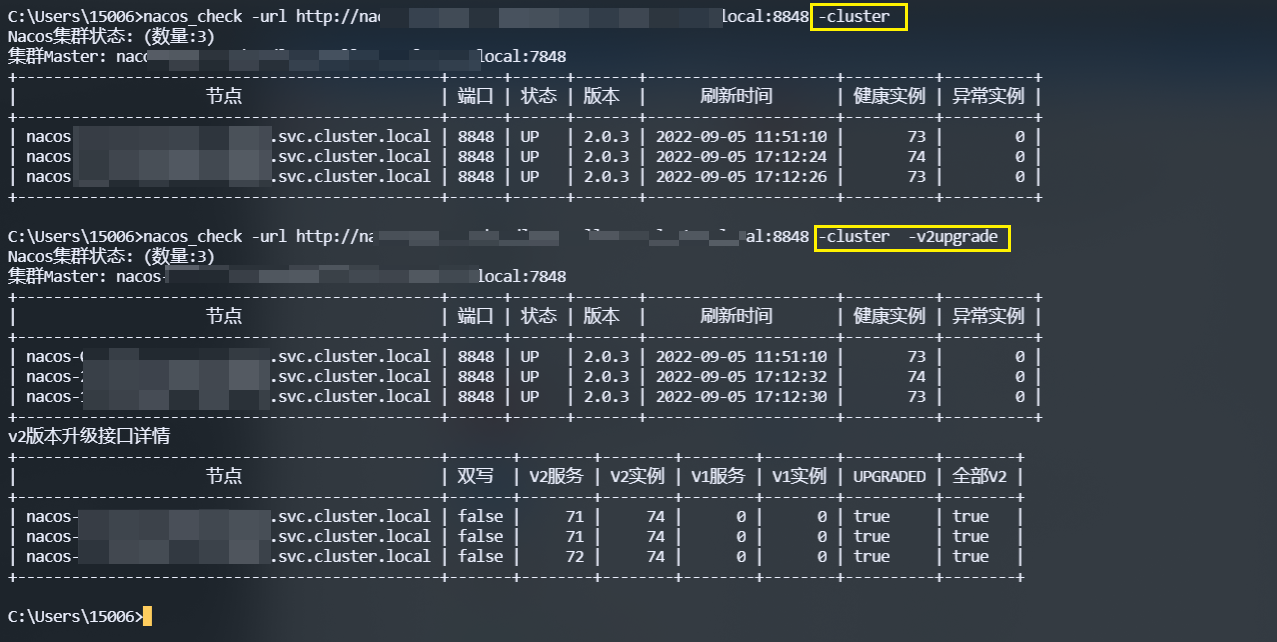 C:\Users\15006>nacos_check -url http://na local:8848 -cluster
Nacos集群状态: (数量:3)
集群Master: naco local:7848
+-----------------------------------------------+------+------+-------+---------------------+----------+----------+
| 节点 | 端口 | 状态 | 版本 | 刷新时间 | 健康实例 | 异常实例 |
+-----------------------------------------------+------+------+-------+---------------------+----------+----------+
| nacos .svc.cluster.local | 8848 | UP | 2.0.3 | 2022-09-05 11:51:10 | 73 | 0 |
| nacos .svc.cluster.local | 8848 | UP | 2.0.3 | 2022-09-05 17:12:24 | 74 | 0 |
| nacos .svc.cluster.local | 8848 | UP | 2.0.3 | 2022-09-05 17:12:26 | 73 | 0 |
+-----------------------------------------------+------+------+-------+---------------------+----------+----------+
C:\Users\15006>nacos_check -url http://na al:8848 -cluster -v2upgrade
Nacos集群状态: (数量:3)
集群Master: nacos- local:7848
+-----------------------------------------------+------+------+-------+---------------------+----------+----------+
| 节点 | 端口 | 状态 | 版本 | 刷新时间 | 健康实例 | 异常实例 |
+-----------------------------------------------+------+------+-------+---------------------+----------+----------+
| nacos-0 .svc.cluster.local | 8848 | UP | 2.0.3 | 2022-09-05 11:51:10 | 73 | 0 |
| nacos-2 .svc.cluster.local | 8848 | UP | 2.0.3 | 2022-09-05 17:12:32 | 74 | 0 |
| nacos-1 .svc.cluster.local | 8848 | UP | 2.0.3 | 2022-09-05 17:12:30 | 73 | 0 |
+-----------------------------------------------+------+------+-------+---------------------+----------+----------+
v2版本升级接口详情
+-----------------------------------------------+-------+--------+--------+--------+--------+----------+--------+
| 节点 | 双写 | V2服务 | V2实例 | V1服务 | V1实例 | UPGRADED | 全部V2 |
+-----------------------------------------------+-------+--------+--------+--------+--------+----------+--------+
| nacos- .svc.cluster.local | false | 71 | 74 | 0 | 0 | true | true |
| nacos- .svc.cluster.local | false | 71 | 74 | 0 | 0 | true | true |
| nacos- .svc.cluster.local | false | 72 | 74 | 0 | 0 | true | true |
+-----------------------------------------------+-------+--------+--------+--------+--------+----------+--------+
C:\Users\15006>